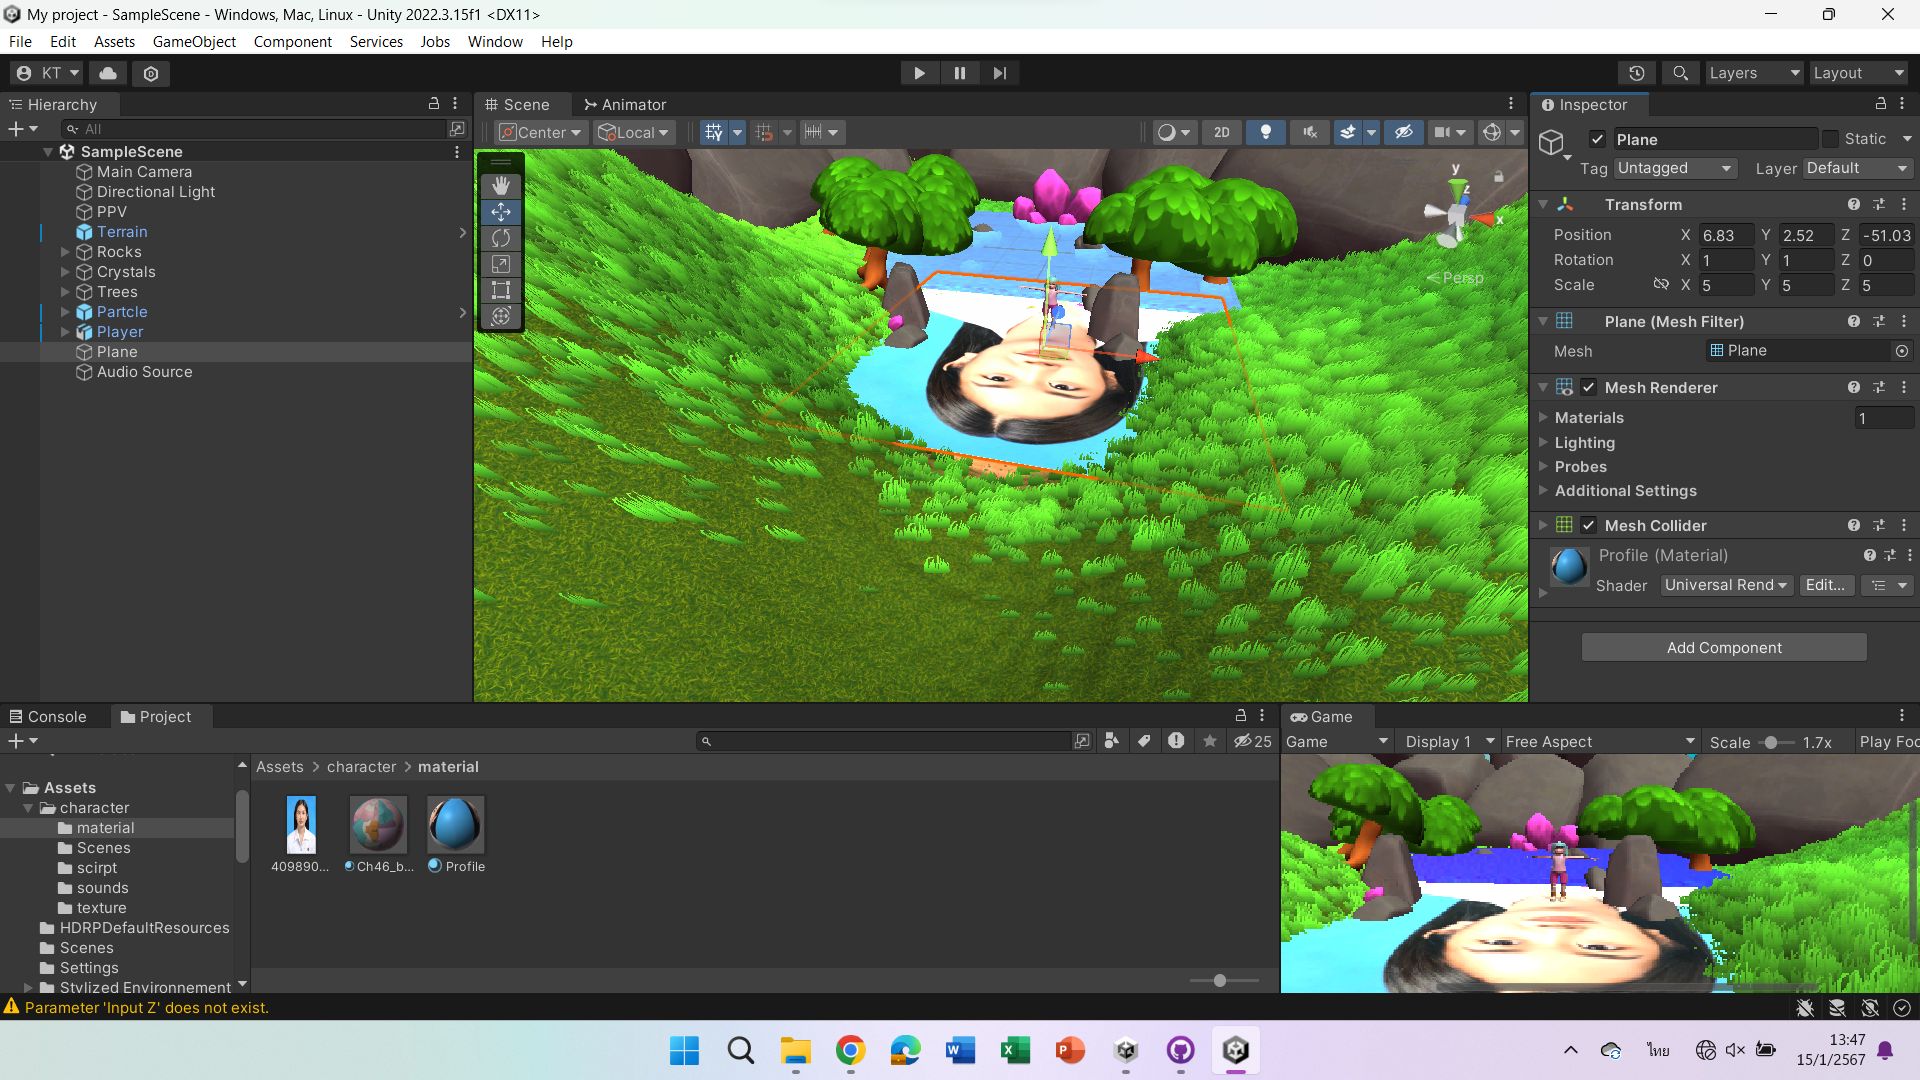 My project - SampleScene - Windows, Mac, Linux - Unity 2022.3.15f1 <DX11>
File Edit Assets GameObject Component Services Jobs Window Help
KT Layers Layout
Hierarchy
All
SampleScene
Main Camera
Directional Light
PPV
Terrain
Rocks
Crystals
Trees
Partcle
Player
Plane
Audio Source
Scene Animator
Center Local 2D
y
z
x
Persp
Inspector
Plane Static
Tag Untagged Layer Default
Transform
Position X 6.83 Y 2.52 Z -51.03
Rotation X 1 Y 1 Z 0
Scale X 5 Y 5 Z 5
Plane (Mesh Filter)
Mesh Plane
Mesh Renderer
Materials 1
Lighting
Probes
Additional Settings
Mesh Collider
Profile (Material)
Shader Universal Rend Edit...
Add Component
Console Project
25
Assets
character
material
Scenes
scirpt
sounds
texture
HDRPDefaultResources
Scenes
Settings
Stylized Environnement
Assets > character > material
409890... Ch46_b... Profile
Game
Game Display 1 Free Aspect Scale 1.7x Play Foc
Parameter 'Input Z' does not exist.
ไทย
13:47
15/1/2567